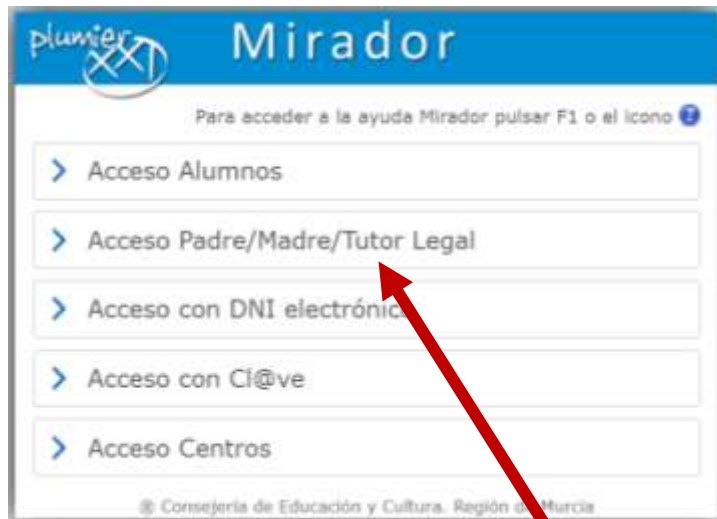 plumier XXI
Mirador
Para acceder a la ayuda Mirador pulsar F1 o el icono ?
Acceso Alumnos
Acceso Padre/Madre/Tutor Legal
Acceso con DNI electrónico
Acceso con Cl@ve
Acceso Centros
® Consejería de Educación y Cultura. Región de Murcia